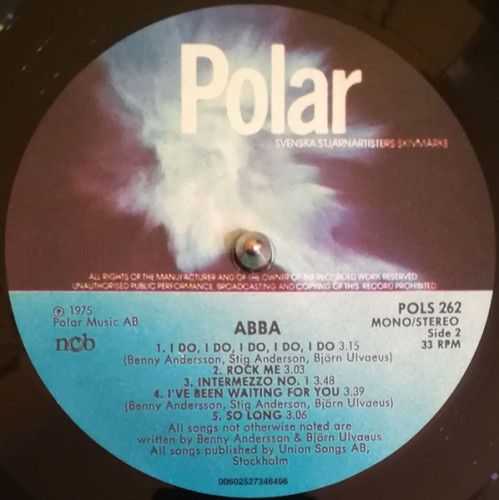 Polar
SVENSKA STJÄRNARTISTERS SKIVMÄRKE
ALL RIGHTS OF THE MANUFACTURER AND OF THE OWNER OF THE RECORDED WORK RESERVED
UNAUTHORISED PUBLIC PERFORMANCE, BROADCASTING AND COPYING OF THIS RECORD PROHIBITED
℗ 1975
Polar Music AB
ncb
POLS 262
MONO/STEREO
Side 2
33 RPM
ABBA
1. I DO, I DO, I DO, I DO, I DO 3.15
(Benny Andersson, Stig Anderson, Björn Ulvaeus)
2. ROCK ME 3.03
3. INTERMEZZO NO. 1 3.48
4. I'VE BEEN WAITING FOR YOU 3.39
(Benny Andersson, Stig Anderson, Björn Ulvaeus)
5. SO LONG 3.06
All songs not otherwise noted are
written by Benny Andersson & Björn Ulvaeus
All songs published by Union Songs AB,
Stockholm
00602527346496